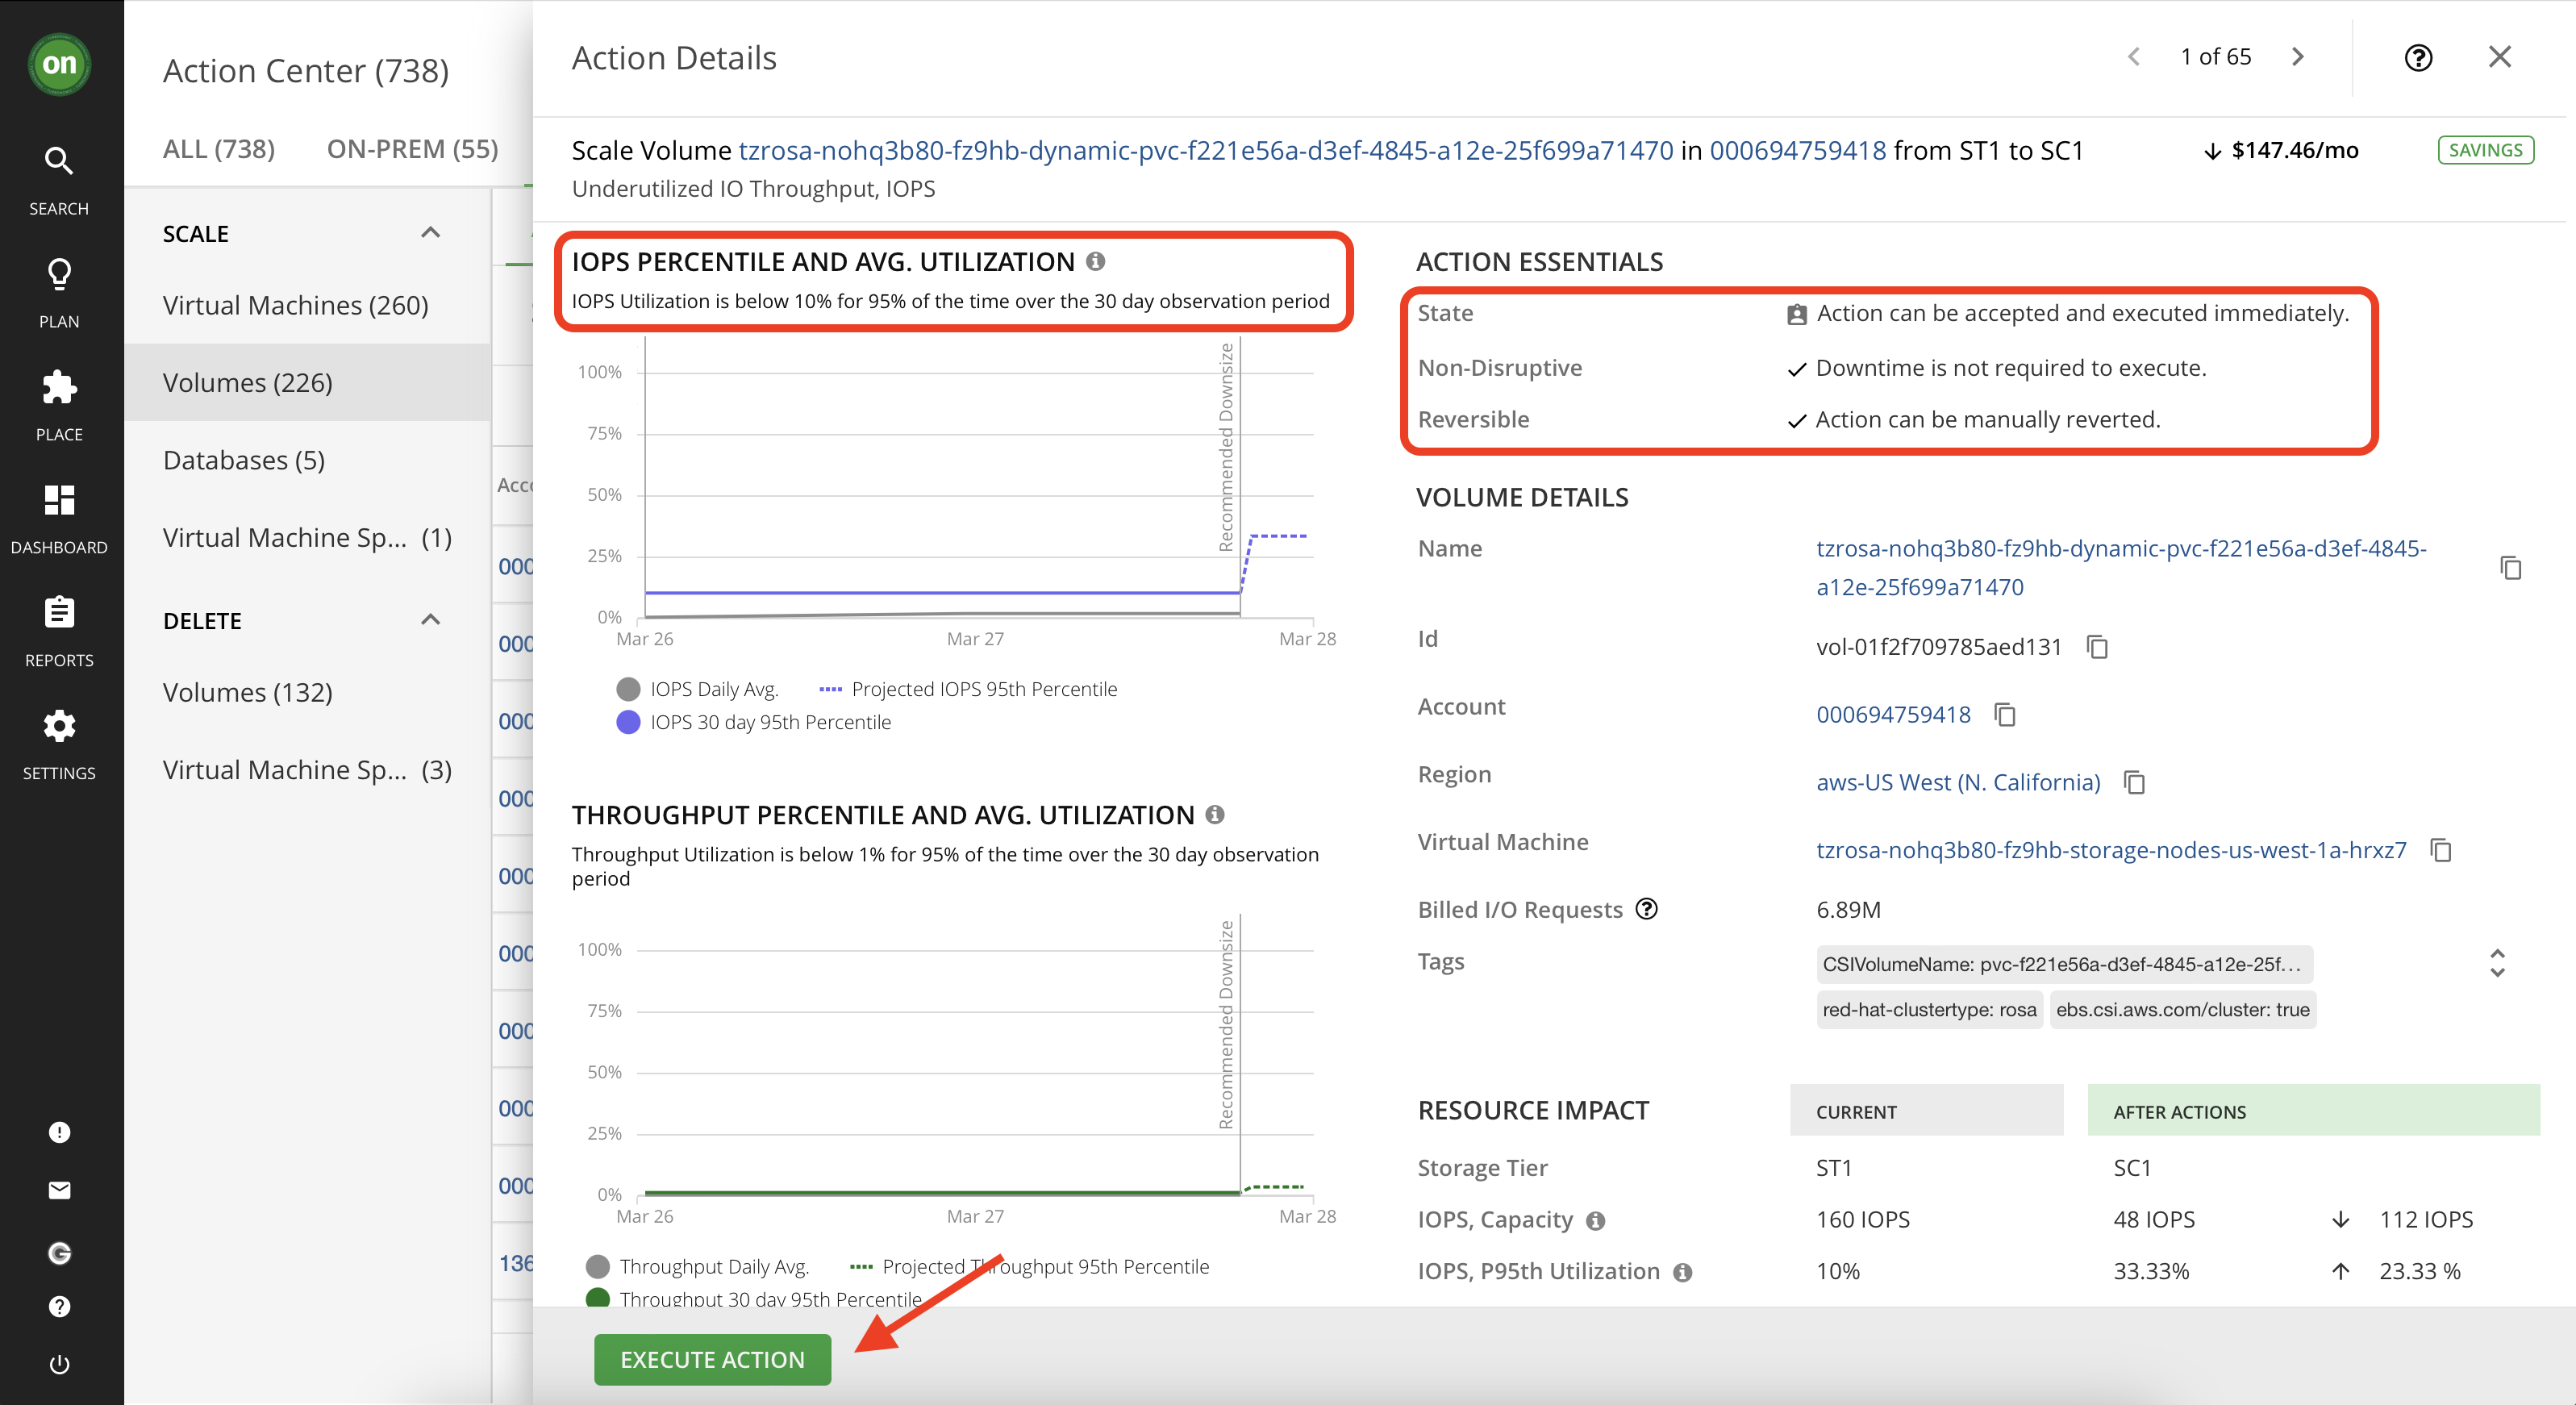 on
SEARCH
PLAN
PLACE
DASHBOARD
REPORTS
SETTINGS
Action Center (738)
ALL (738)
ON-PREM (55)
SCALE
Virtual Machines (260)
Volumes (226)
Databases (5)
Virtual Machine Sp... (1)
DELETE
Volumes (132)
Virtual Machine Sp... (3)
000
000
000
000
000
000
000
000
000
136
Action Details
1 of 65
Scale Volume tzrosa-nohq3b80-fz9hb-dynamic-pvc-f221e56a-d3ef-4845-a12e-25f699a71470 in 000694759418 from ST1 to SC1
$147.46/mo
SAVINGS
Underutilized IO Throughput, IOPS
IOPS PERCENTILE AND AVG. UTILIZATION
IOPS Utilization is below 10% for 95% of the time over the 30 day observation period
100%
75%
50%
25%
0%
Recommended Downsize
Mar 26
Mar 27
Mar 28
IOPS Daily Avg.
Projected IOPS 95th Percentile
IOPS 30 day 95th Percentile
THROUGHPUT PERCENTILE AND AVG. UTILIZATION
Throughput Utilization is below 1% for 95% of the time over the 30 day observation
period
100%
75%
50%
25%
0%
Recommended Downsize
Mar 26
Mar 27
Mar 28
Throughput Daily Avg.
Projected Throughput 95th Percentile
Throughput 30 day 95th Percentile
EXECUTE ACTION
ACTION ESSENTIALS
State
Action can be accepted and executed immediately.
Non-Disruptive
Downtime is not required to execute.
Reversible
Action can be manually reverted.
VOLUME DETAILS
Name
tzrosa-nohq3b80-fz9hb-dynamic-pvc-f221e56a-d3ef-4845-
a12e-25f699a71470
Id
vol-01f2f709785aed131
Account
000694759418
Region
aws-US West (N. California)
Virtual Machine
tzrosa-nohq3b80-fz9hb-storage-nodes-us-west-1a-hrxz7
Billed I/O Requests
6.89M
Tags
CSIVolumeName: pvc-f221e56a-d3ef-4845-a12e-25f...
red-hat-clustertype: rosa
ebs.csi.aws.com/cluster: true
RESOURCE IMPACT
CURRENT
AFTER ACTIONS
Storage Tier
ST1
SC1
IOPS, Capacity
160 IOPS
48 IOPS
112 IOPS
IOPS, P95th Utilization
10%
33.33%
23.33 %